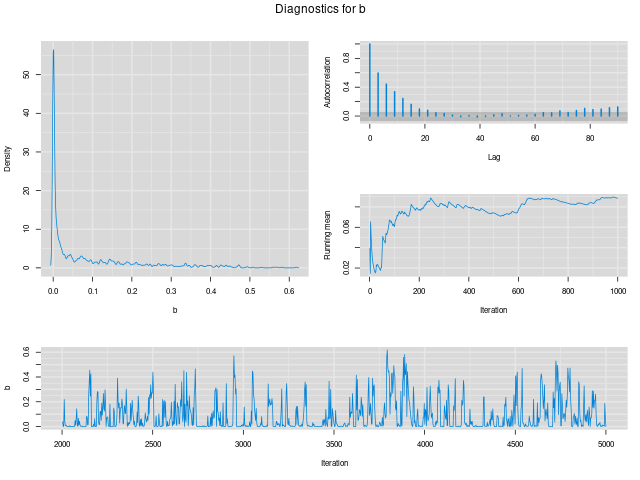 Diagnostics for b
Density
50
40
30
20
10
0
0.0 0.1 0.2 0.3 0.4 0.5 0.6
b
Autocorrelation
0.8
0.4
0.0
0 20 40 60 80
Lag
Running mean
0.06
0.02
0 200 400 600 800 1000
Iteration
b
0.6
0.4
0.2
0.0
2000 2500 3000 3500 4000 4500 5000
Iteration